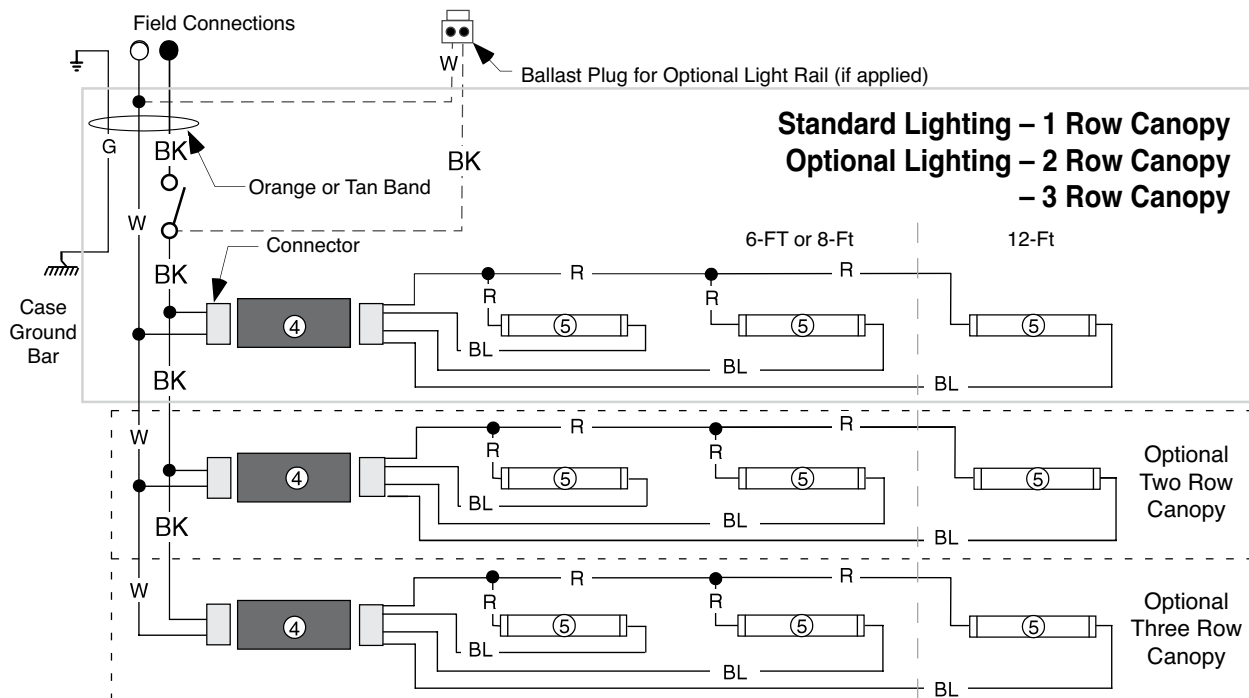 Field Connections
W
Ballast Plug for Optional Light Rail (if applied)
Standard Lighting – 1 Row Canopy
Optional Lighting – 2 Row Canopy
– 3 Row Canopy
G
BK
BK
Orange or Tan Band
W
Connector
6-FT or 8-Ft
12-Ft
BK
R
R
Case
Ground
Bar
R
R
4
5
5
5
BL
BL
BL
BK
W
R
R
R
R
4
5
5
5
Optional
Two Row
Canopy
BL
BL
BL
BK
W
R
R
R
R
4
5
5
5
Optional
Three Row
Canopy
BL
BL
BL